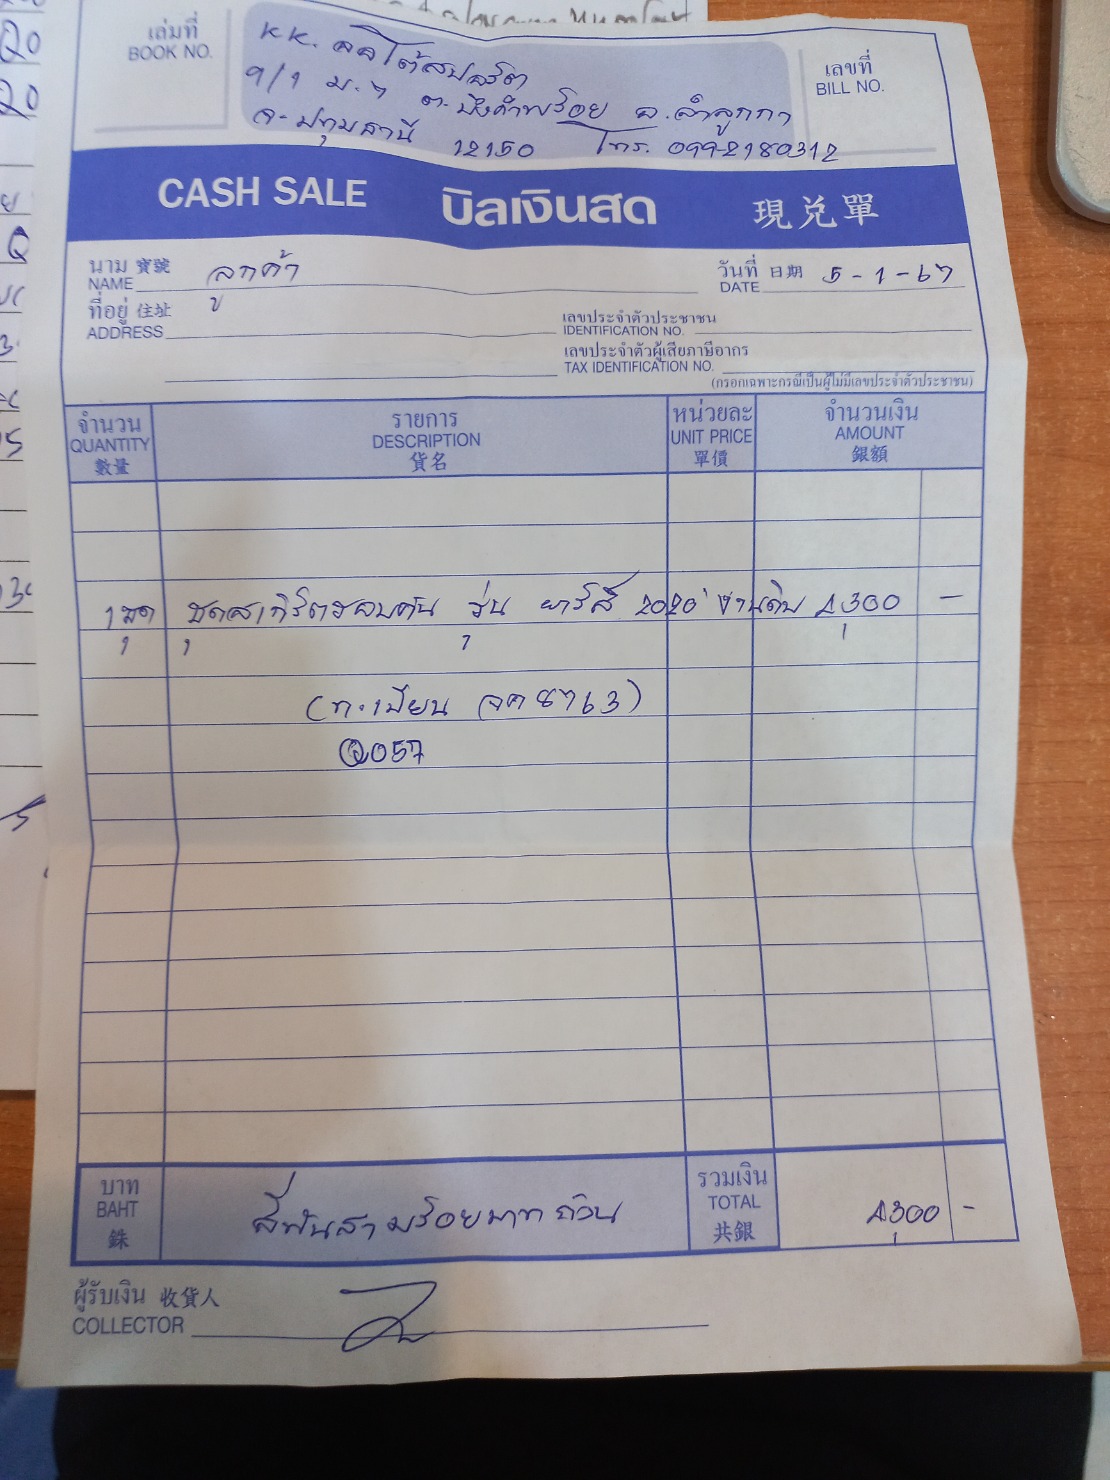 เล่มที่
BOOK NO.
KK. ออโต้สปอร์ต
9/1 ม.7 ต.บึงคำพร้อย อ.ลำลูกกา
จ.ปทุมธานี 12150 โทร. 099-2180312
เลขที่
BILL NO.
CASH SALE บิลเงินสด 現兌單
นาม 寶號
NAME ลูกค้า
วันที่ 日期
DATE 5-1-67
ที่อยู่ 住址
ADDRESS
เลขประจำตัวประชาชน
IDENTIFICATION NO.
เลขประจำตัวผู้เสียภาษีอากร
TAX IDENTIFICATION NO.
(กรอกเฉพาะกรณีเป็นผู้ไม่มีเลขประจำตัวประชาชน)
จำนวน
QUANTITY
數量
รายการ
DESCRIPTION
貨名
หน่วยละ
UNIT PRICE
單價
จำนวนเงิน
AMOUNT
銀額
1 ชุด ชุดสเกิร์ตรอบคัน รุ่น ยาริส 2020 งานดิบ 4,300 -
(ทะเบียน จค 8763)
057
บาท
BAHT
銖
สี่พันสามร้อยบาทถ้วน
รวมเงิน
TOTAL
共銀
4,300 -
ผู้รับเงิน 收貨人
COLLECTOR